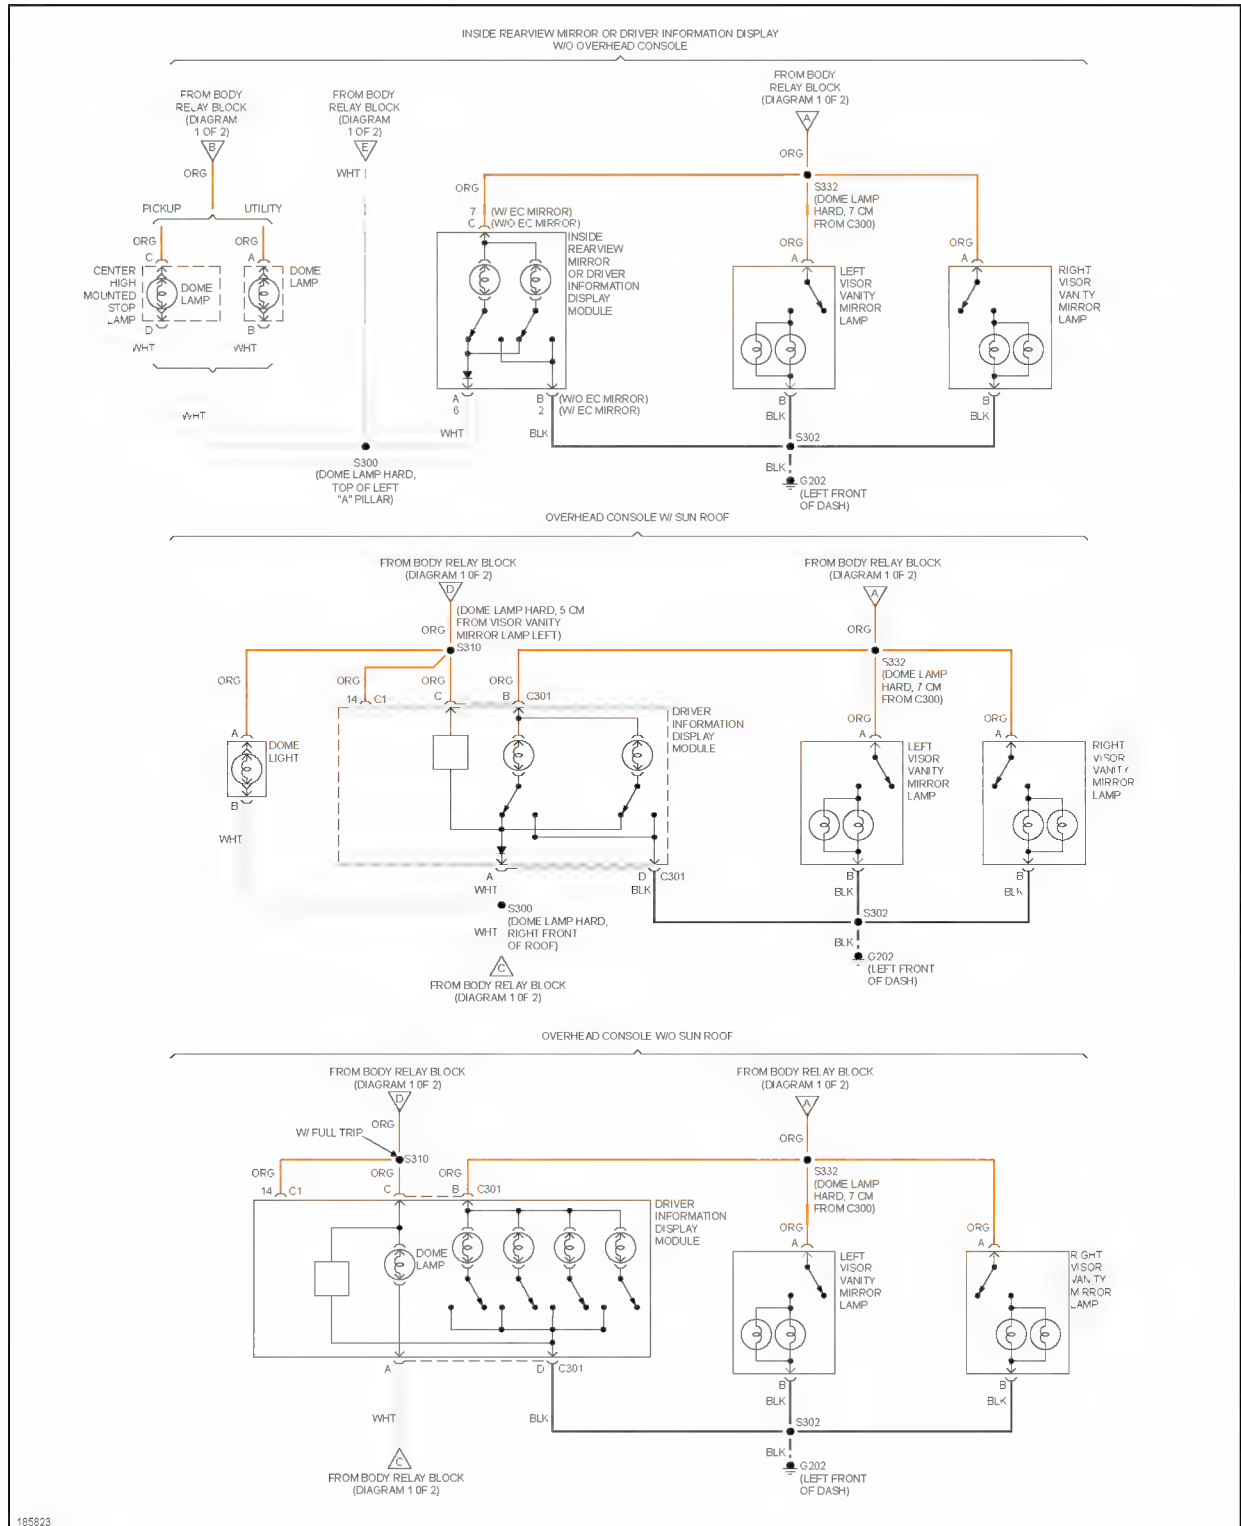 INSIDE REARVIEW MIRROR OR DRIVER INFORMATION DISPLAY
W/O OVERHEAD CONSOLE
FROM BODY
RELAY BLOCK
(DIAGRAM
1 OF 2)
B
ORG
PICKUP
UTILITY
ORG
C
ORG
A
CENTER
HIGH
MOUNTED
STOP
LAMP
DOME
LAMP
DOME
LAMP
D
WHT
B
WHT
WHT
FROM BODY
RELAY BLOCK
(DIAGRAM
1 OF 2)
E
WHT
S300
(DOME LAMP HARD,
TOP OF LEFT
"A" PILLAR)
FROM BODY
RELAY BLOCK
(DIAGRAM 1 OF 2)
A
ORG
S332
(DOME LAMP
HARD, 7 CM
FROM C300)
ORG
7 (W/ EC MIRROR)
C (W/O EC MIRROR)
INSIDE
REARVIEW
MIRROR
OR DRIVER
INFORMATION
DISPLAY
MODULE
A
6
B (W/O EC MIRROR)
2 (W/ EC MIRROR)
WHT
BLK
ORG
A
LEFT
VISOR
VANITY
MIRROR
LAMP
B
BLK
ORG
A
RIGHT
VISOR
VANITY
MIRROR
LAMP
B
BLK
S302
BLK
G202
(LEFT FRONT
OF DASH)
OVERHEAD CONSOLE W/ SUN ROOF
FROM BODY RELAY BLOCK
(DIAGRAM 1 OF 2)
D
(DOME LAMP HARD, 5 CM
FROM VISOR VANITY
MIRROR LAMP LEFT)
ORG
S310
ORG
ORG
ORG
ORG
14 C1
C
B C301
A
DOME
LIGHT
B
WHT
DRIVER
INFORMATION
DISPLAY
MODULE
A
WHT
D C301
BLK
S300
(DOME LAMP HARD,
RIGHT FRONT
OF ROOF)
WHT
C
FROM BODY RELAY BLOCK
(DIAGRAM 1 OF 2)
FROM BODY RELAY BLOCK
(DIAGRAM 1 OF 2)
A
ORG
S332
(DOME LAMP
HARD, 7 CM
FROM C300)
ORG
A
LEFT
VISOR
VANITY
MIRROR
LAMP
B
BLK
ORG
A
RIGHT
VISOR
VANITY
MIRROR
LAMP
B
BLK
S302
BLK
G202
(LEFT FRONT
OF DASH)
OVERHEAD CONSOLE W/O SUN ROOF
FROM BODY RELAY BLOCK
(DIAGRAM 1 OF 2)
D
ORG
W/ FULL TRIP
S310
ORG
ORG
ORG
14 C1
C
B C301
DOME
LAMP
DRIVER
INFORMATION
DISPLAY
MODULE
A
D C301
WHT
BLK
C
FROM BODY RELAY BLOCK
(DIAGRAM 1 OF 2)
FROM BODY RELAY BLOCK
(DIAGRAM 1 OF 2)
A
ORG
S332
(DOME LAMP
HARD, 7 CM
FROM C300)
ORG
A
LEFT
VISOR
VANITY
MIRROR
LAMP
B
BLK
ORG
A
RIGHT
VISOR
VANITY
MIRROR
LAMP
B
BLK
S302
BLK
G202
(LEFT FRONT
OF DASH)
185823